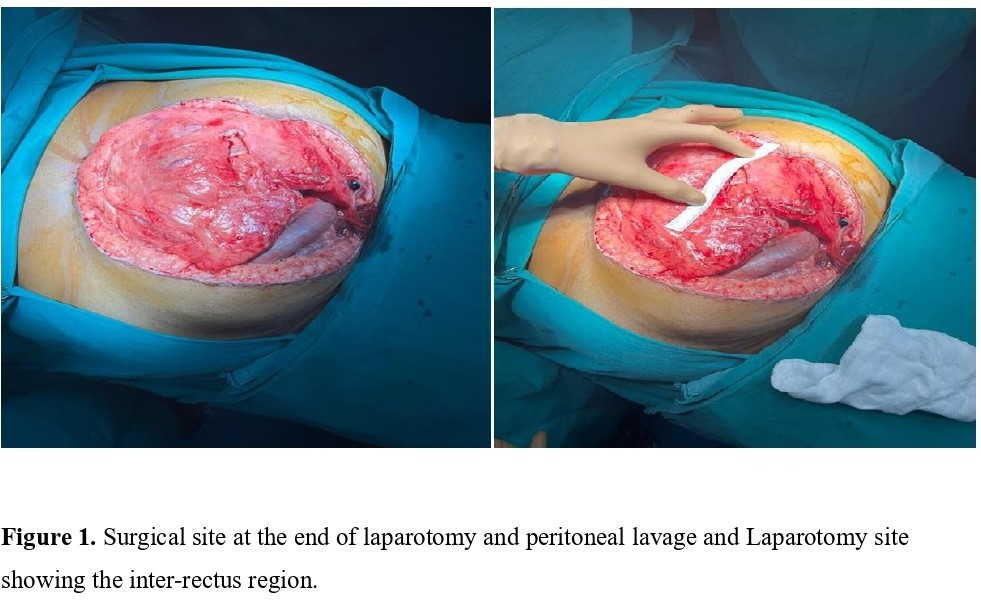 Figure 1. Surgical site at the end of laparotomy and peritoneal lavage and Laparotomy site
showing the inter-rectus region.